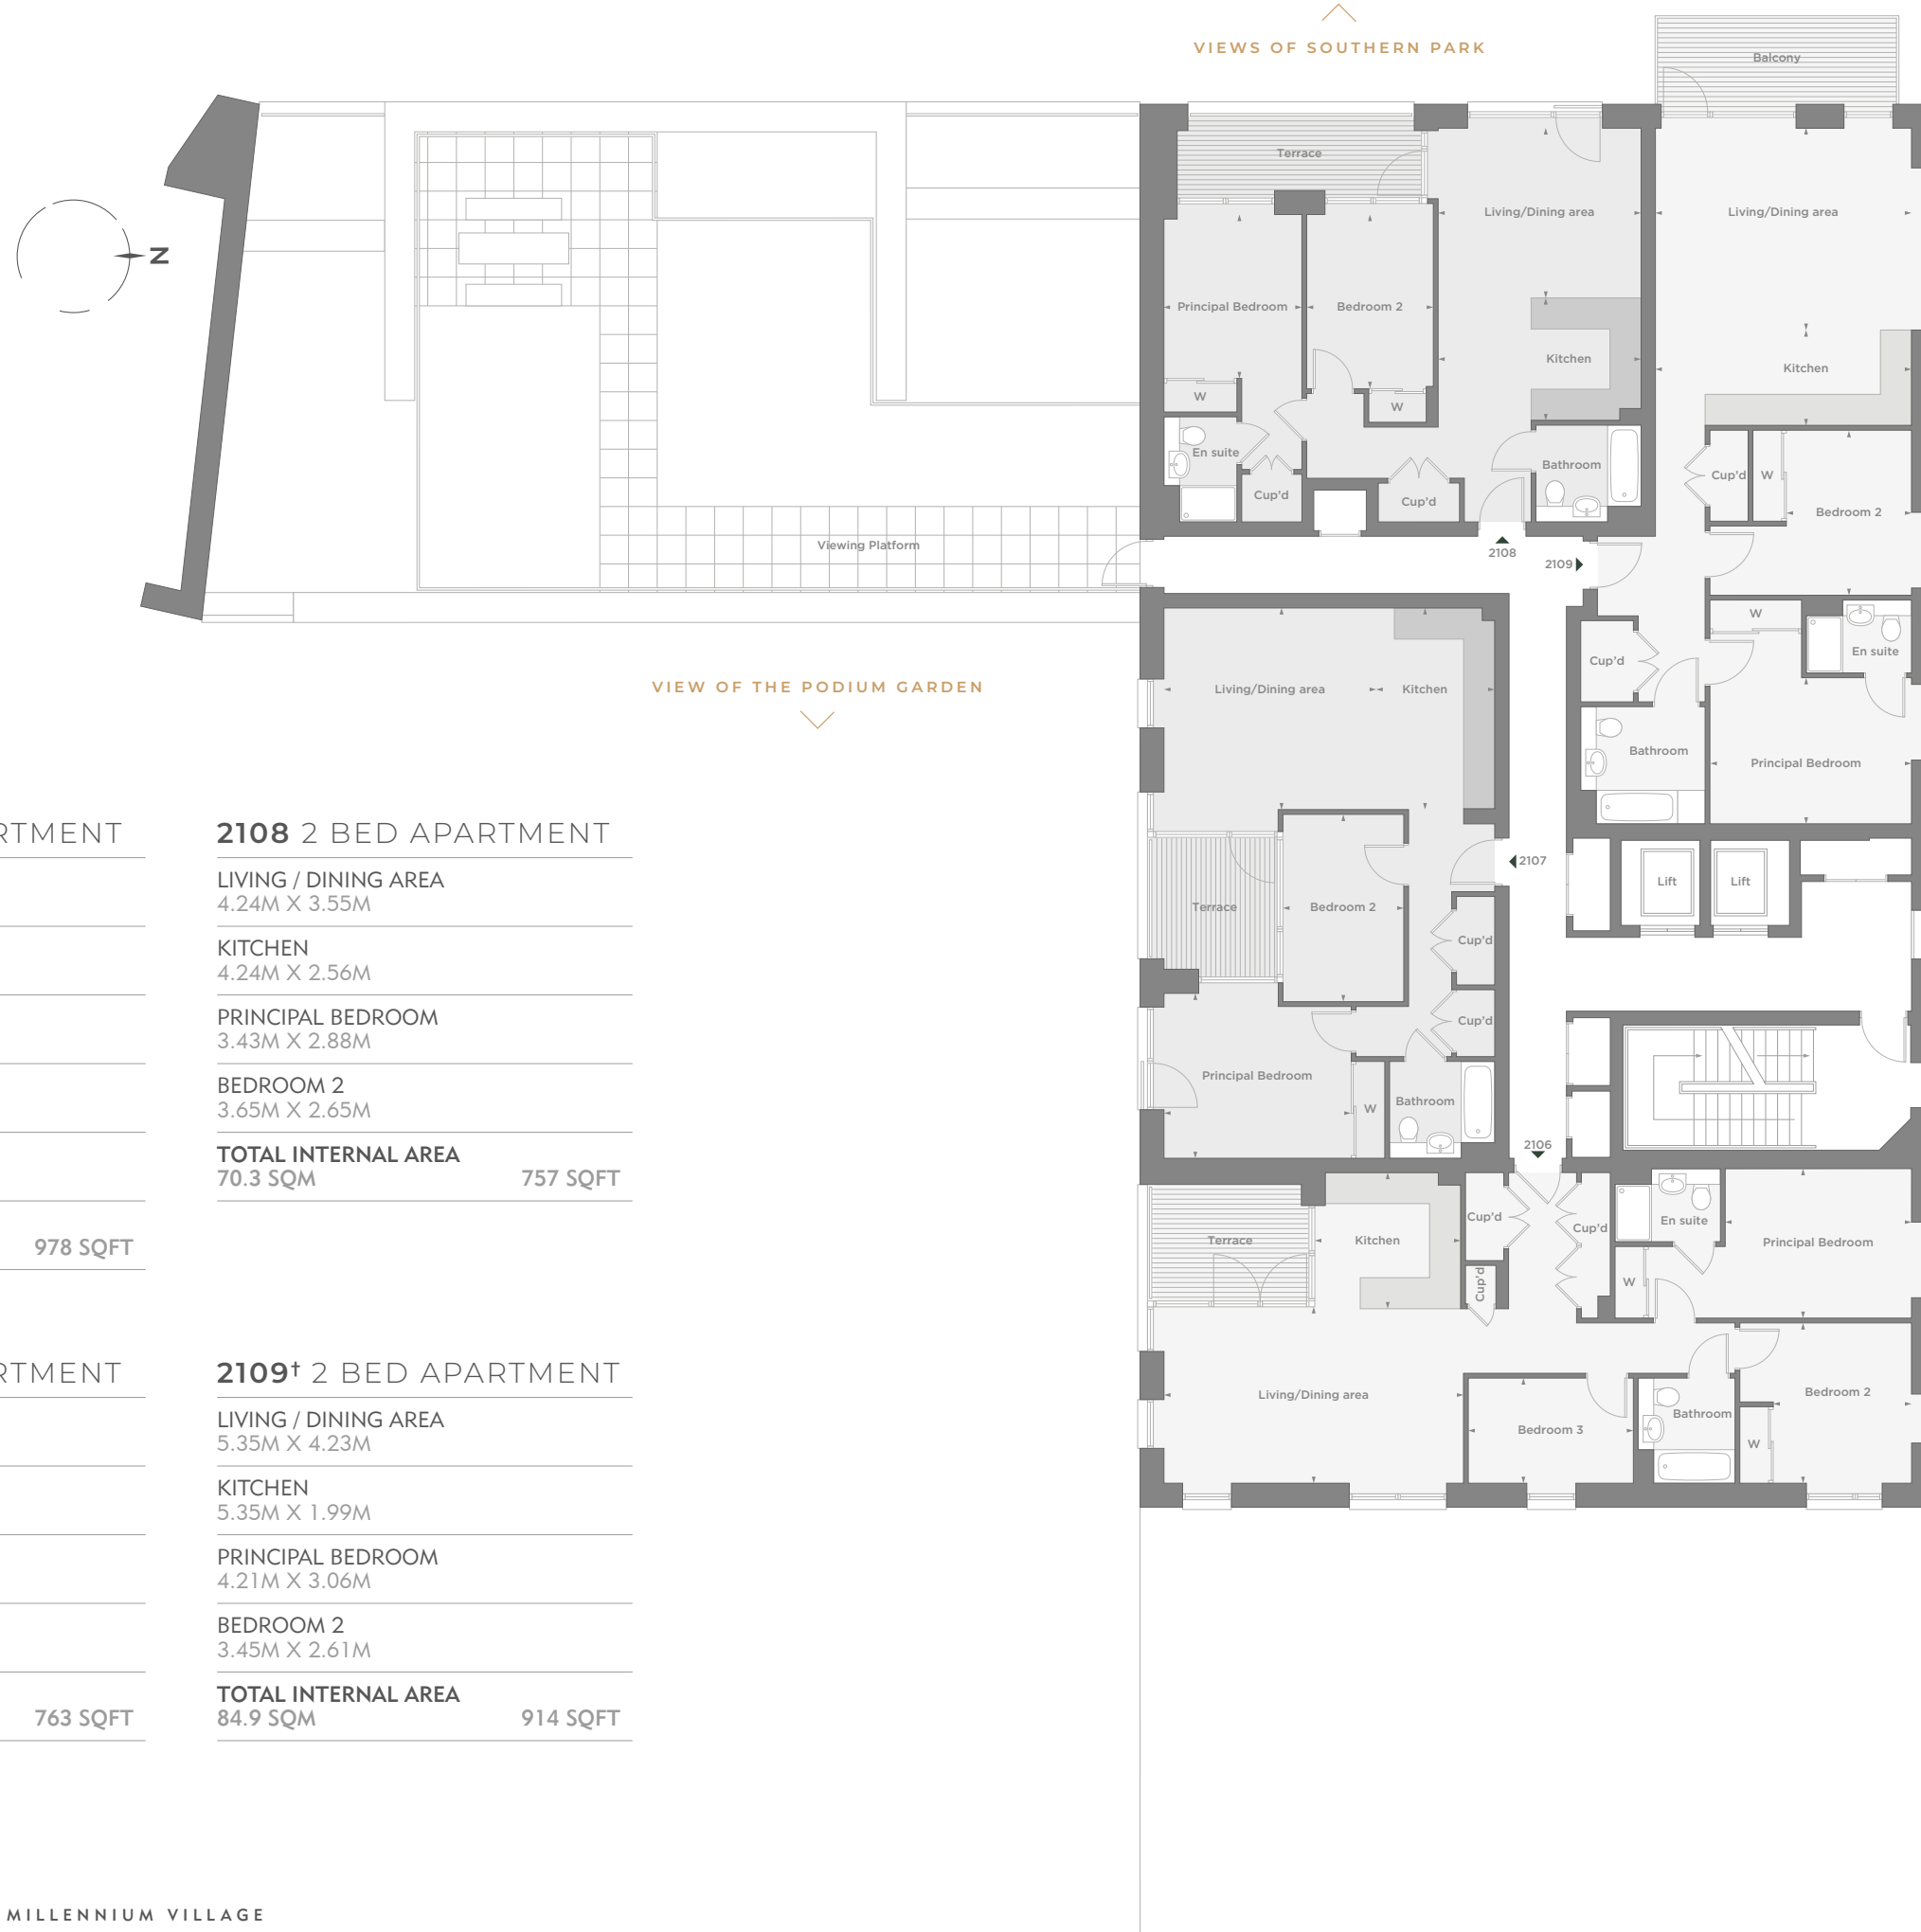 VIEWS OF SOUTHERN PARK
Balcony
N
Terrace
Living/Dining area
Living/Dining area
Principal Bedroom
Bedroom 2
Kitchen
Kitchen
W
W
En suite
Bathroom
Cup'd
W
Cup'd
Cup'd
Bedroom 2
Viewing Platform
2108
2109
W
En suite
Cup'd
VIEW OF THE PODIUM GARDEN
Living/Dining area
Kitchen
Bathroom
Principal Bedroom
2107
Lift
Lift
Terrace
Bedroom 2
Cup'd
Cup'd
Principal Bedroom
W
Bathroom
2106
Cup'd
Cup'd
En suite
Terrace
Kitchen
Principal Bedroom
Cup'd
W
Living/Dining area
Bedroom 3
Bathroom
Bedroom 2
W
RTMENT
978 SQFT
2108 2 BED APARTMENT
LIVING / DINING AREA
4.24M X 3.55M
KITCHEN
4.24M X 2.56M
PRINCIPAL BEDROOM
3.43M X 2.88M
BEDROOM 2
3.65M X 2.65M
TOTAL INTERNAL AREA
70.3 SQM 757 SQFT
RTMENT
763 SQFT
2109† 2 BED APARTMENT
LIVING / DINING AREA
5.35M X 4.23M
KITCHEN
5.35M X 1.99M
PRINCIPAL BEDROOM
4.21M X 3.06M
BEDROOM 2
3.45M X 2.61M
TOTAL INTERNAL AREA
84.9 SQM 914 SQFT
MILLENNIUM VILLAGE